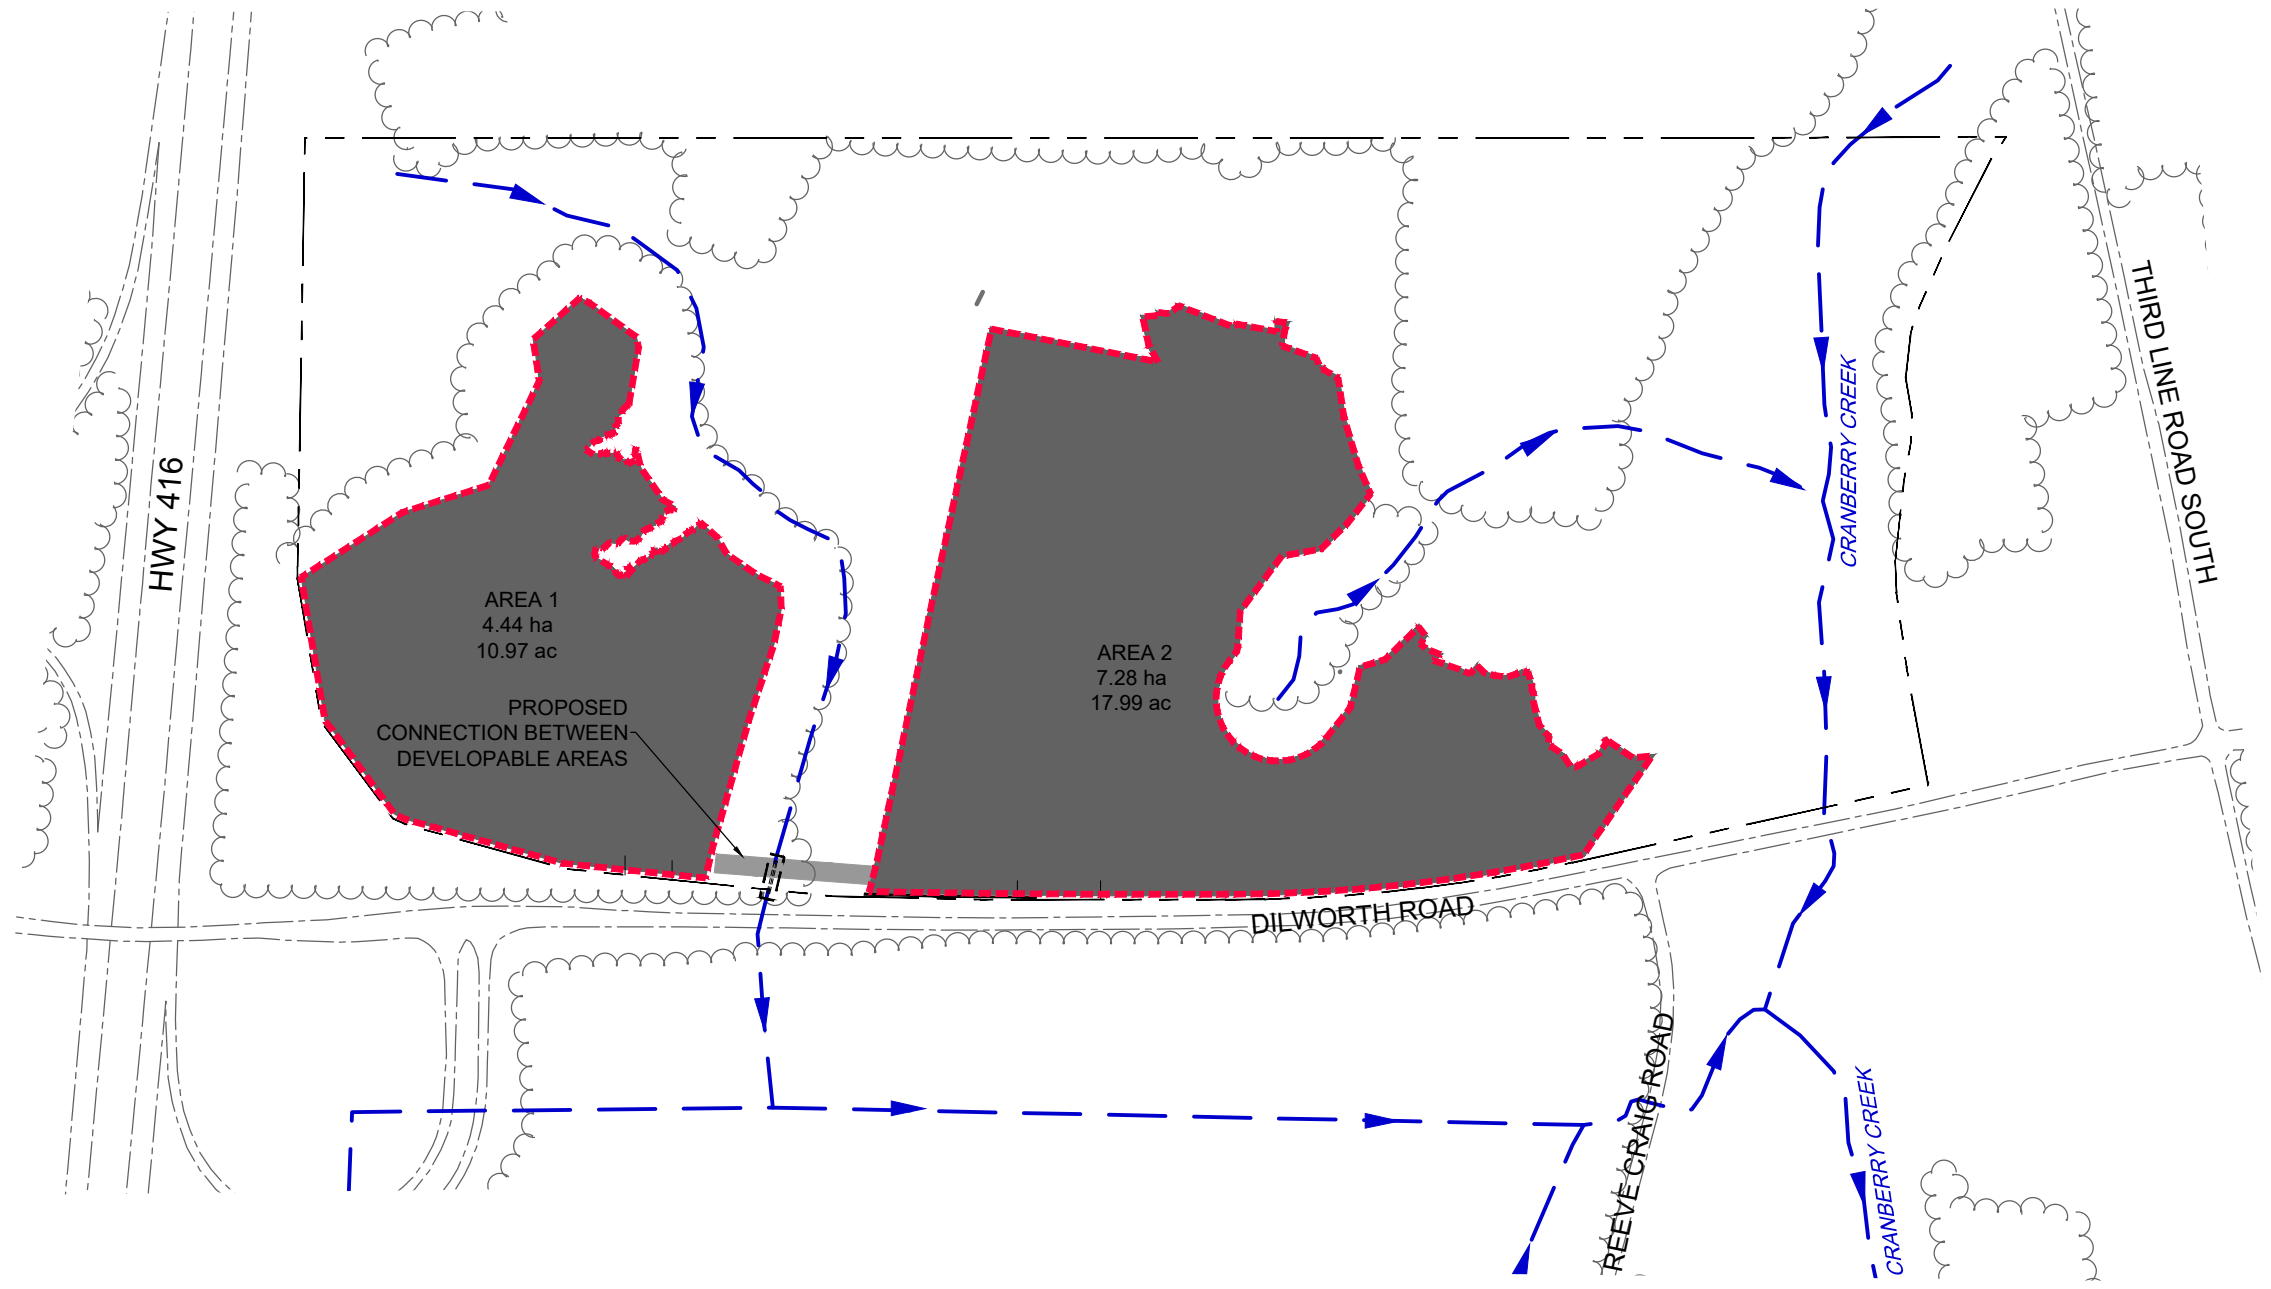 HWY 416
AREA 1
4.44 ha
10.97 ac
PROPOSED
CONNECTION BETWEEN
DEVELOPABLE AREAS
AREA 2
7.28 ha
17.99 ac
CRANBERRY CREEK
THIRD LINE ROAD SOUTH
DILWORTH ROAD
REEVE CRAIG ROAD
CRANBERRY CREEK